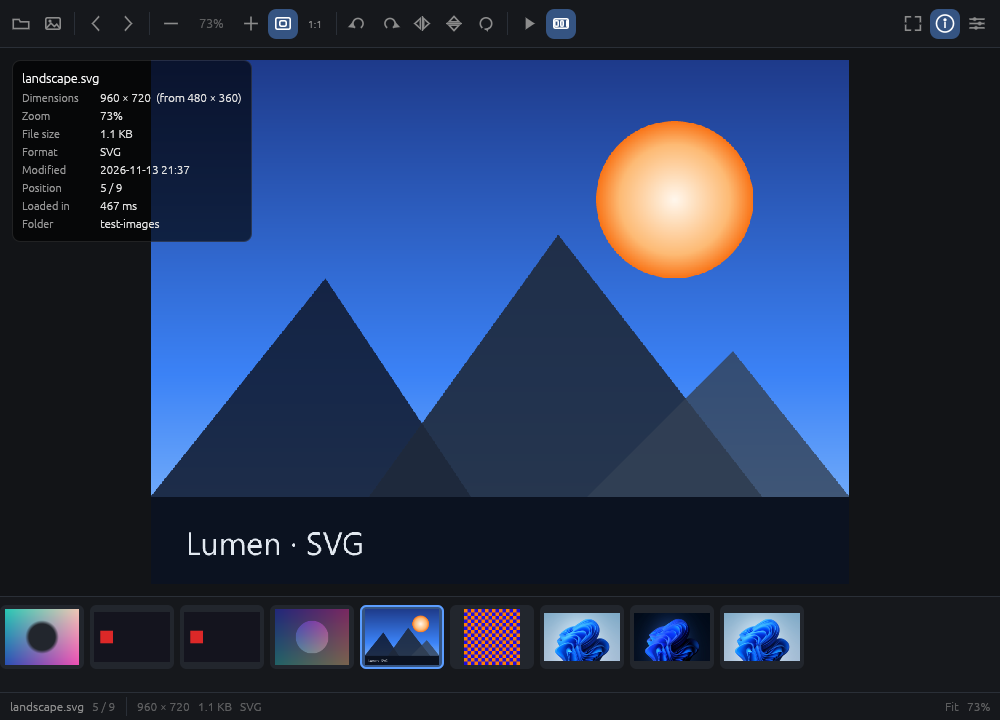 73%
1:1
landscape.svg
Dimensions 960 × 720 (from 480 × 360)
Zoom 73%
File size 1.1 KB
Format SVG
Modified 2026-11-13 21:37
Position 5 / 9
Loaded in 467 ms
Folder test-images
Lumen · SVG
landscape.svg 5 / 9 960 × 720 1.1 KB SVG Fit 73%